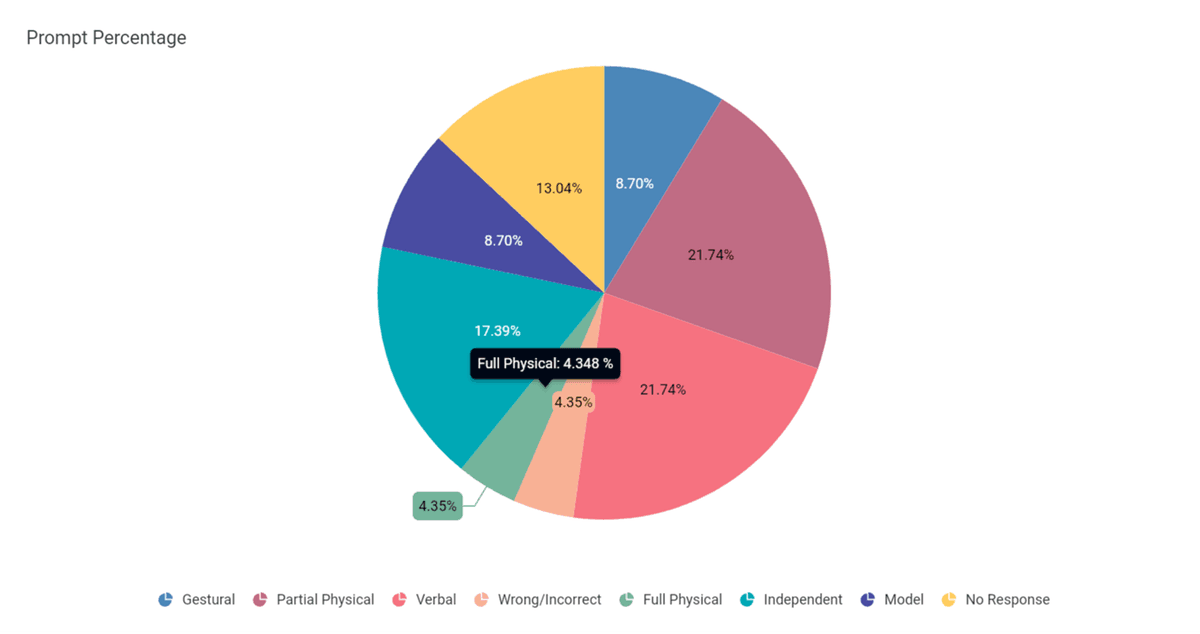 Prompt Percentage
13.04%
8.70%
8.70%
21.74%
17.39%
Full Physical: 4.348 %
21.74%
4.35%
4.35%
Gestural Partial Physical Verbal Wrong/Incorrect Full Physical Independent Model No Response